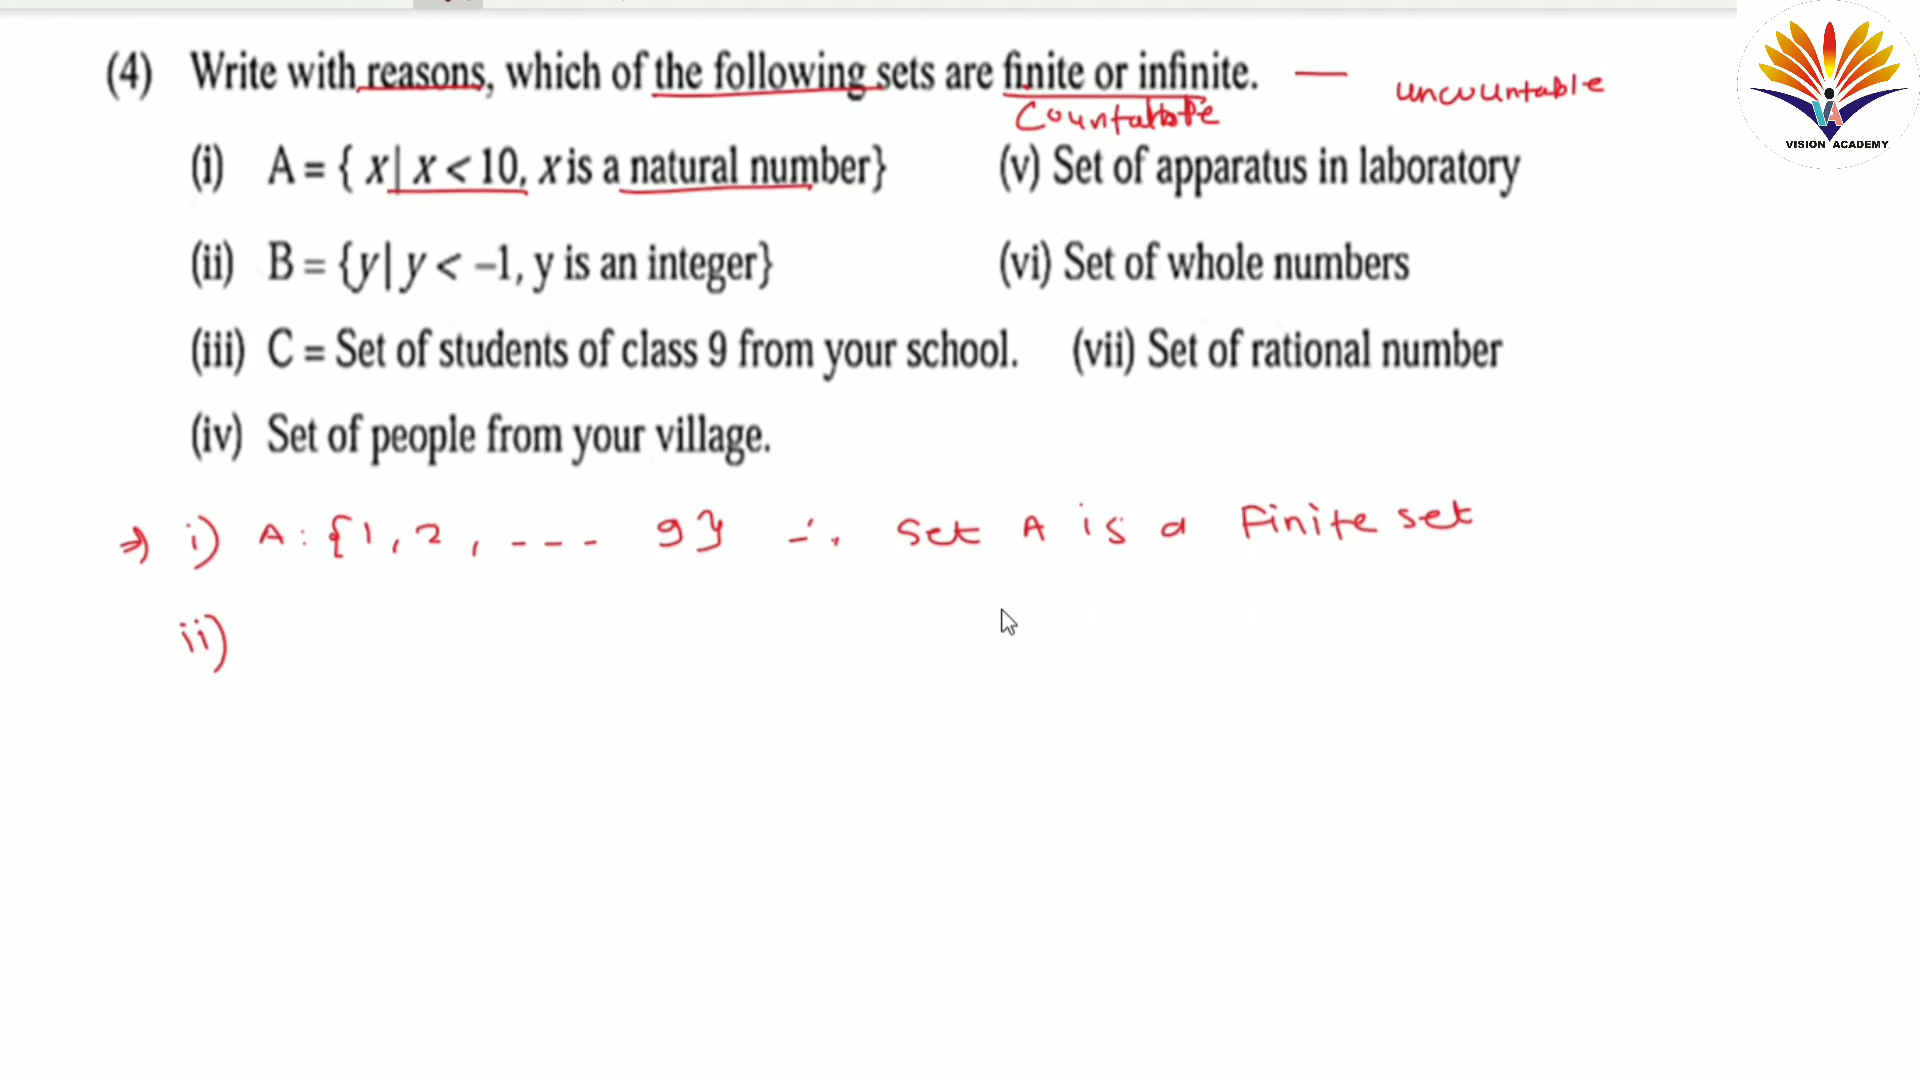 (4) Write with reasons, which of the following sets are finite or infinite. — uncountable
Countable
(i) A = { x| x < 10, x is a natural number} (v) Set of apparatus in laboratory
(ii) B = {y| y < –1, y is an integer} (vi) Set of whole numbers
(iii) C = Set of students of class 9 from your school. (vii) Set of rational number
(iv) Set of people from your village.
⇒ i) A : {1, 2, - - - 9} ∴ Set A is a Finite set
ii)
VISION ACADEMY